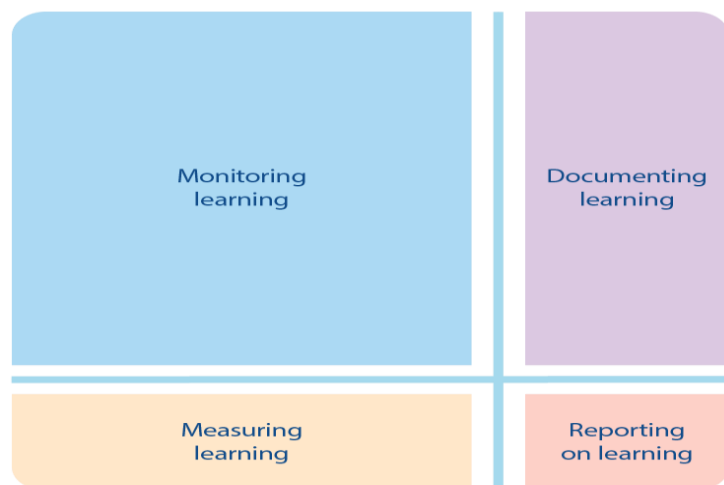 Monitoring
learning
Documenting
learning
Measuring
learning
Reporting
on learning